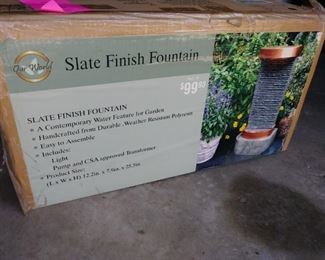 Our World
Slate Finish Fountain
$99.93
SLATE FINISH FOUNTAIN
• A Contemporary Water Feature for Garden
• Handcrafted from Durable, Weather Resistant Polyresin
• Easy to Assemble
• Includes:
Light
Pump and CSA approved Transformer
• Product Size:
(L x W x H) 12.2in. x 7.9in. x 25.2in.